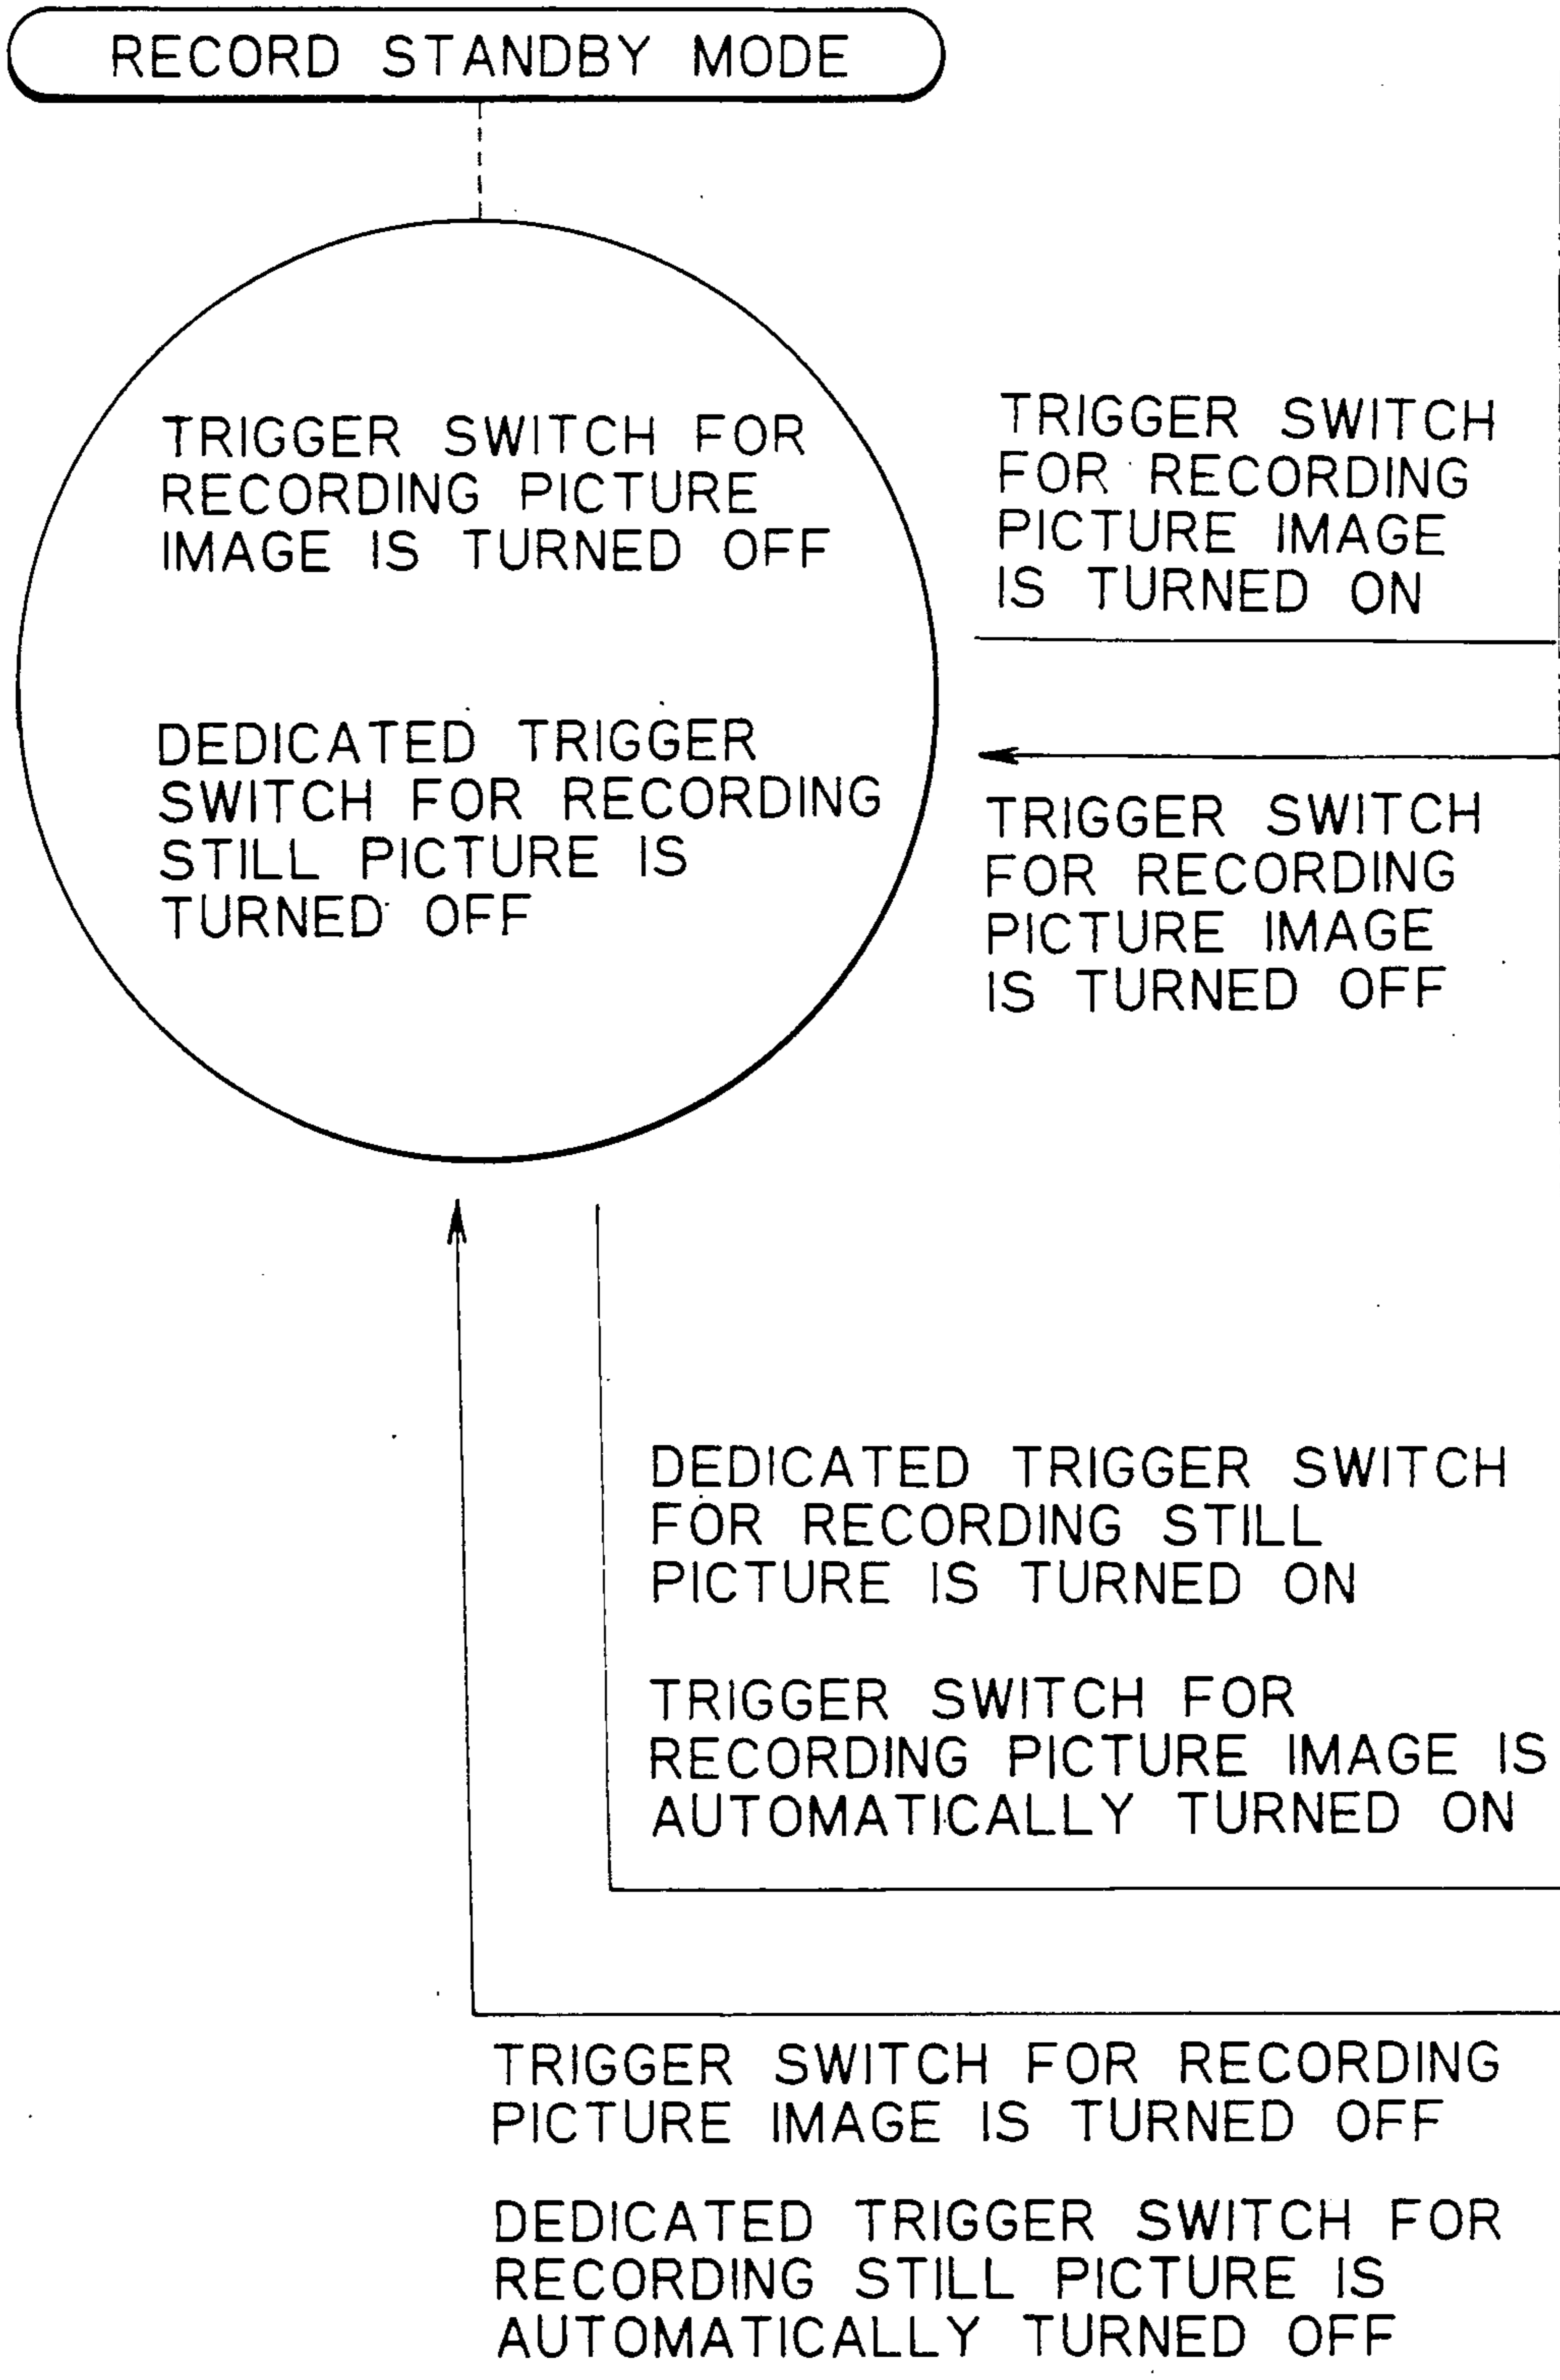 RECORD STANDBY MODE
TRIGGER SWITCH FOR
RECORDING PICTURE
IMAGE IS TURNED OFF
DEDICATED TRIGGER
SWITCH FOR RECORDING
STILL PICTURE IS
TURNED OFF
TRIGGER SWITCH
FOR RECORDING
PICTURE IMAGE
IS TURNED ON
TRIGGER SWITCH
FOR RECORDING
PICTURE IMAGE
IS TURNED OFF
DEDICATED TRIGGER SWITCH
FOR RECORDING STILL
PICTURE IS TURNED ON
TRIGGER SWITCH FOR
RECORDING PICTURE IMAGE IS
AUTOMATICALLY TURNED ON
TRIGGER SWITCH FOR RECORDING
PICTURE IMAGE IS TURNED OFF
DEDICATED TRIGGER SWITCH FOR
RECORDING STILL PICTURE IS
AUTOMATICALLY TURNED OFF